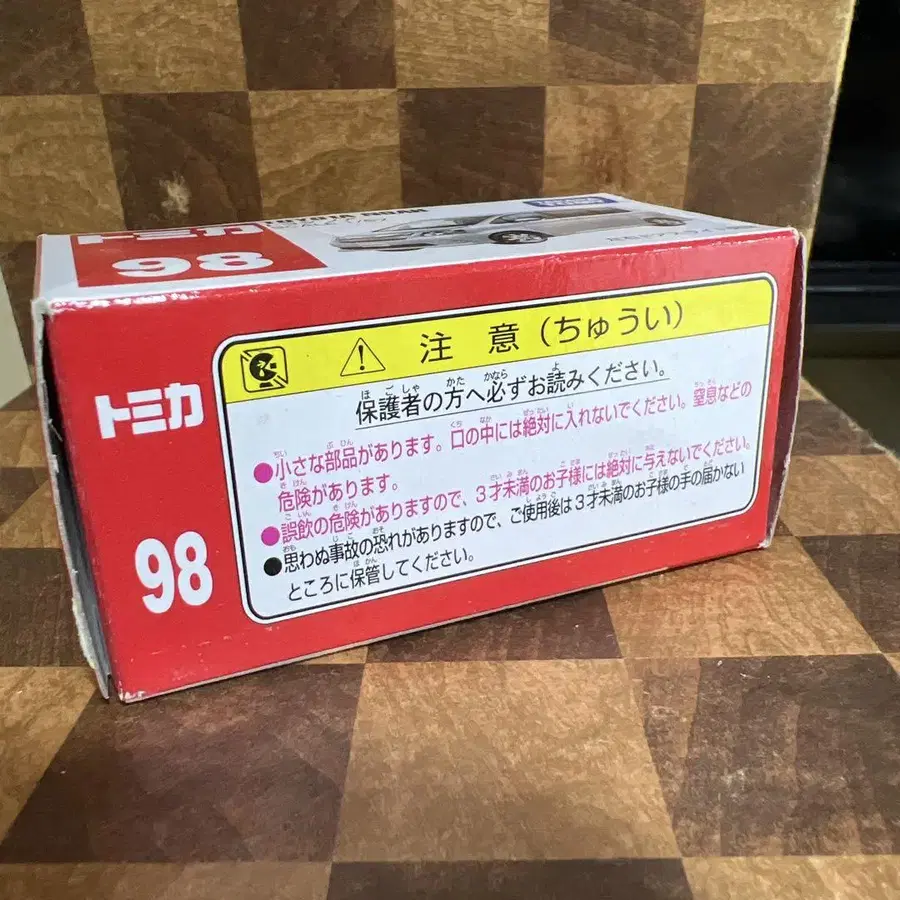 トミカ
98
TOYOTA
トミカ
98
注意(ちゅうい)
保護者の方へ必ずお読みください。
●小さな部品があります。口の中には絶対に入れないでください。窒息などの
危険があります。
●誤飲の危険がありますので、3才未満のお子様には絶対に与えないでください。
●思わぬ事故の恐れがありますので、ご使用後は3才未満のお子様の手の届かない
ところに保管してください。